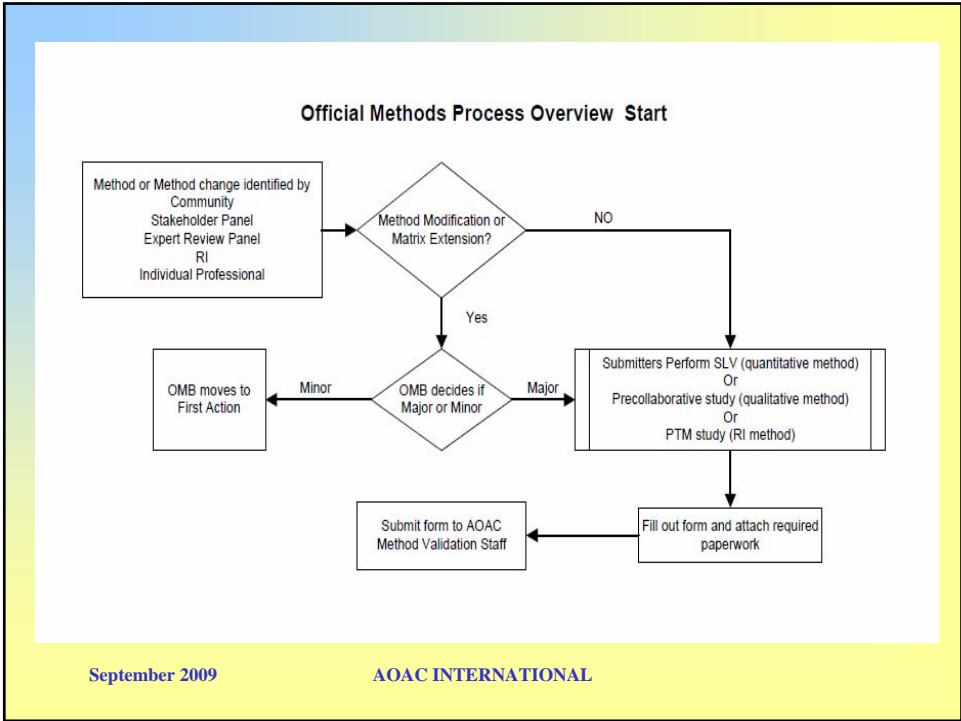 Official Methods Process Overview  Start
Method or Method change identified by
Community
Stakeholder Panel
Expert Review Panel
RI
Individual Professional
Method Modification or
Matrix Extension?
NO
Yes
OMB moves to
First Action
Minor
OMB decides if
Major or Minor
Major
Submitters Perform SLV (quantitative method)
Or
Precollaborative study (qualitative method)
Or
PTM study (RI method)
Submit form to AOAC
Method Validation Staff
Fill out form and attach required
paperwork
September 2009
AOAC INTERNATIONAL